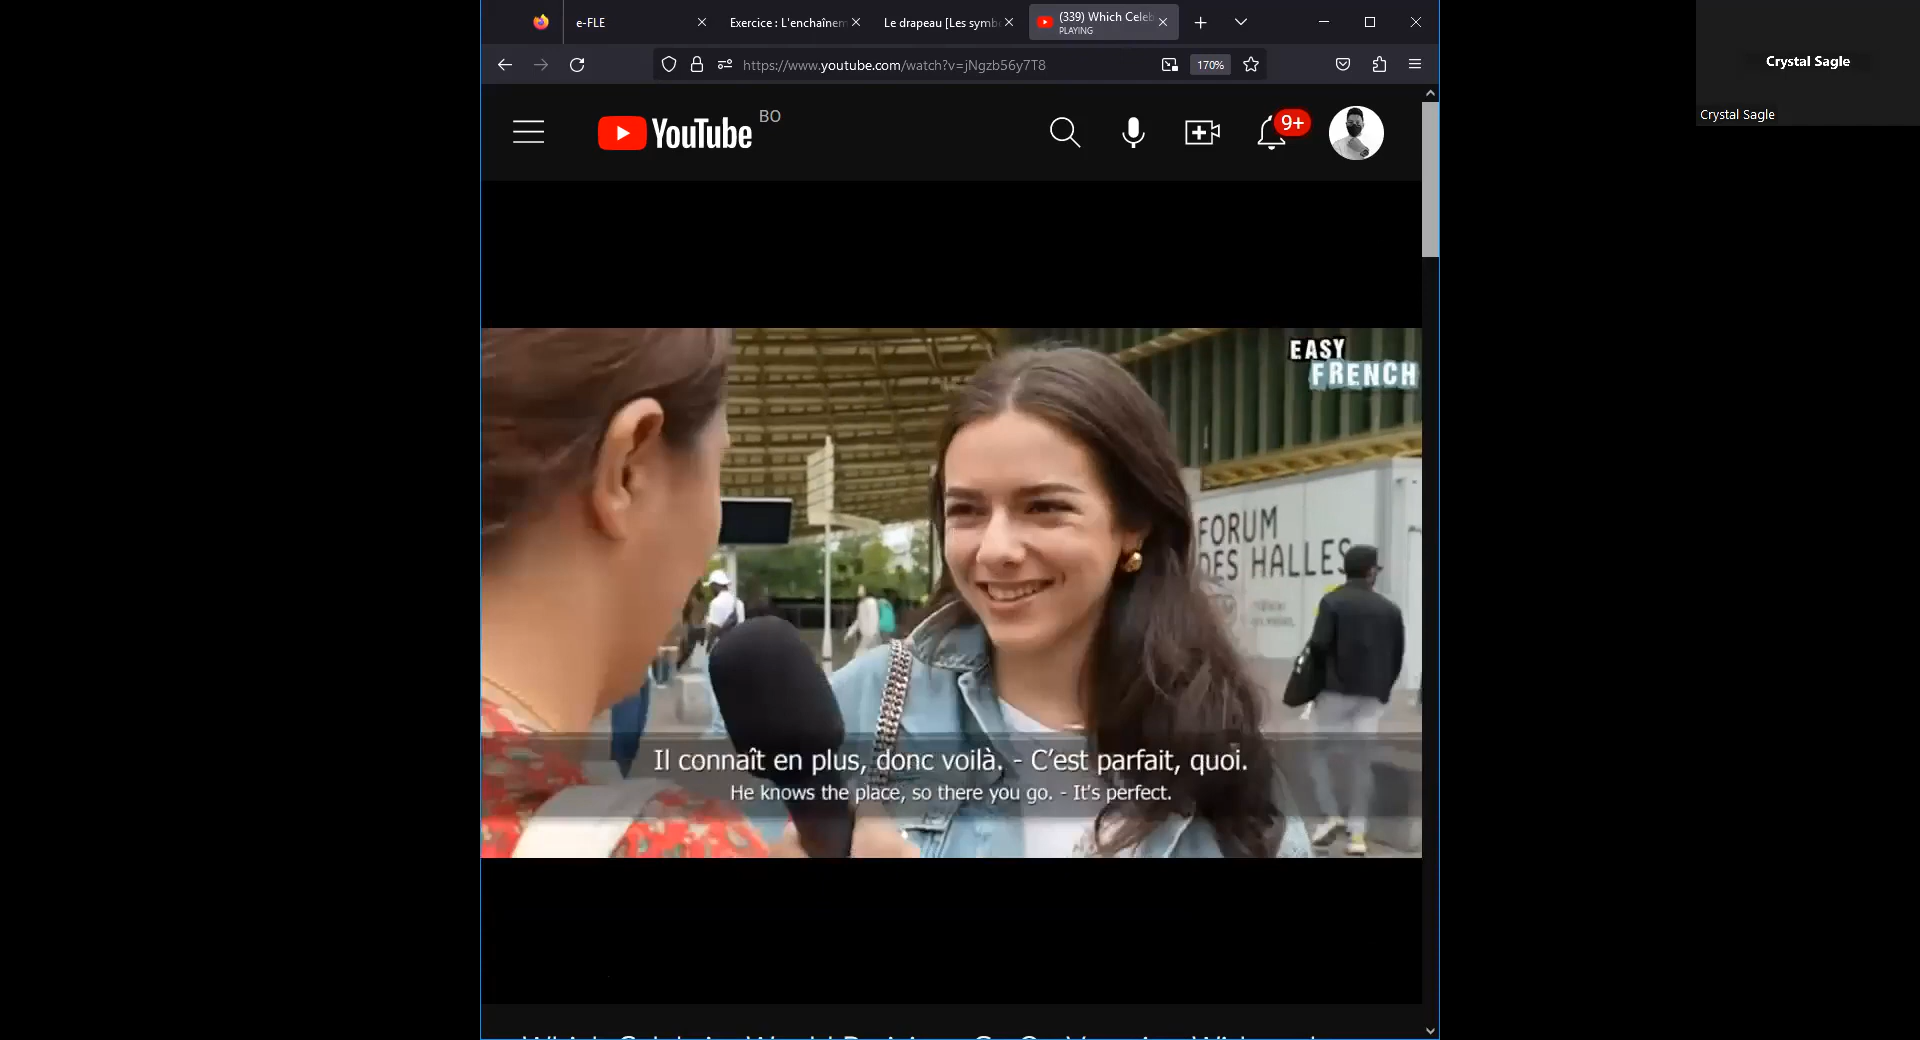 e-FLE
Exercice : L'enchaînem
Le drapeau [Les symb
(339) Which Celeb
PLAYING
https://www.youtube.com/watch?v=jNgzb56y7T8
170%
YouTube
BO
9+
Crystal Sagle
Crystal Sagle
EASY
FRENCH
FORUM
DES HALLES
Il connaît en plus, donc voilà. - C'est parfait, quoi.
He knows the place, so there you go. - It's perfect.